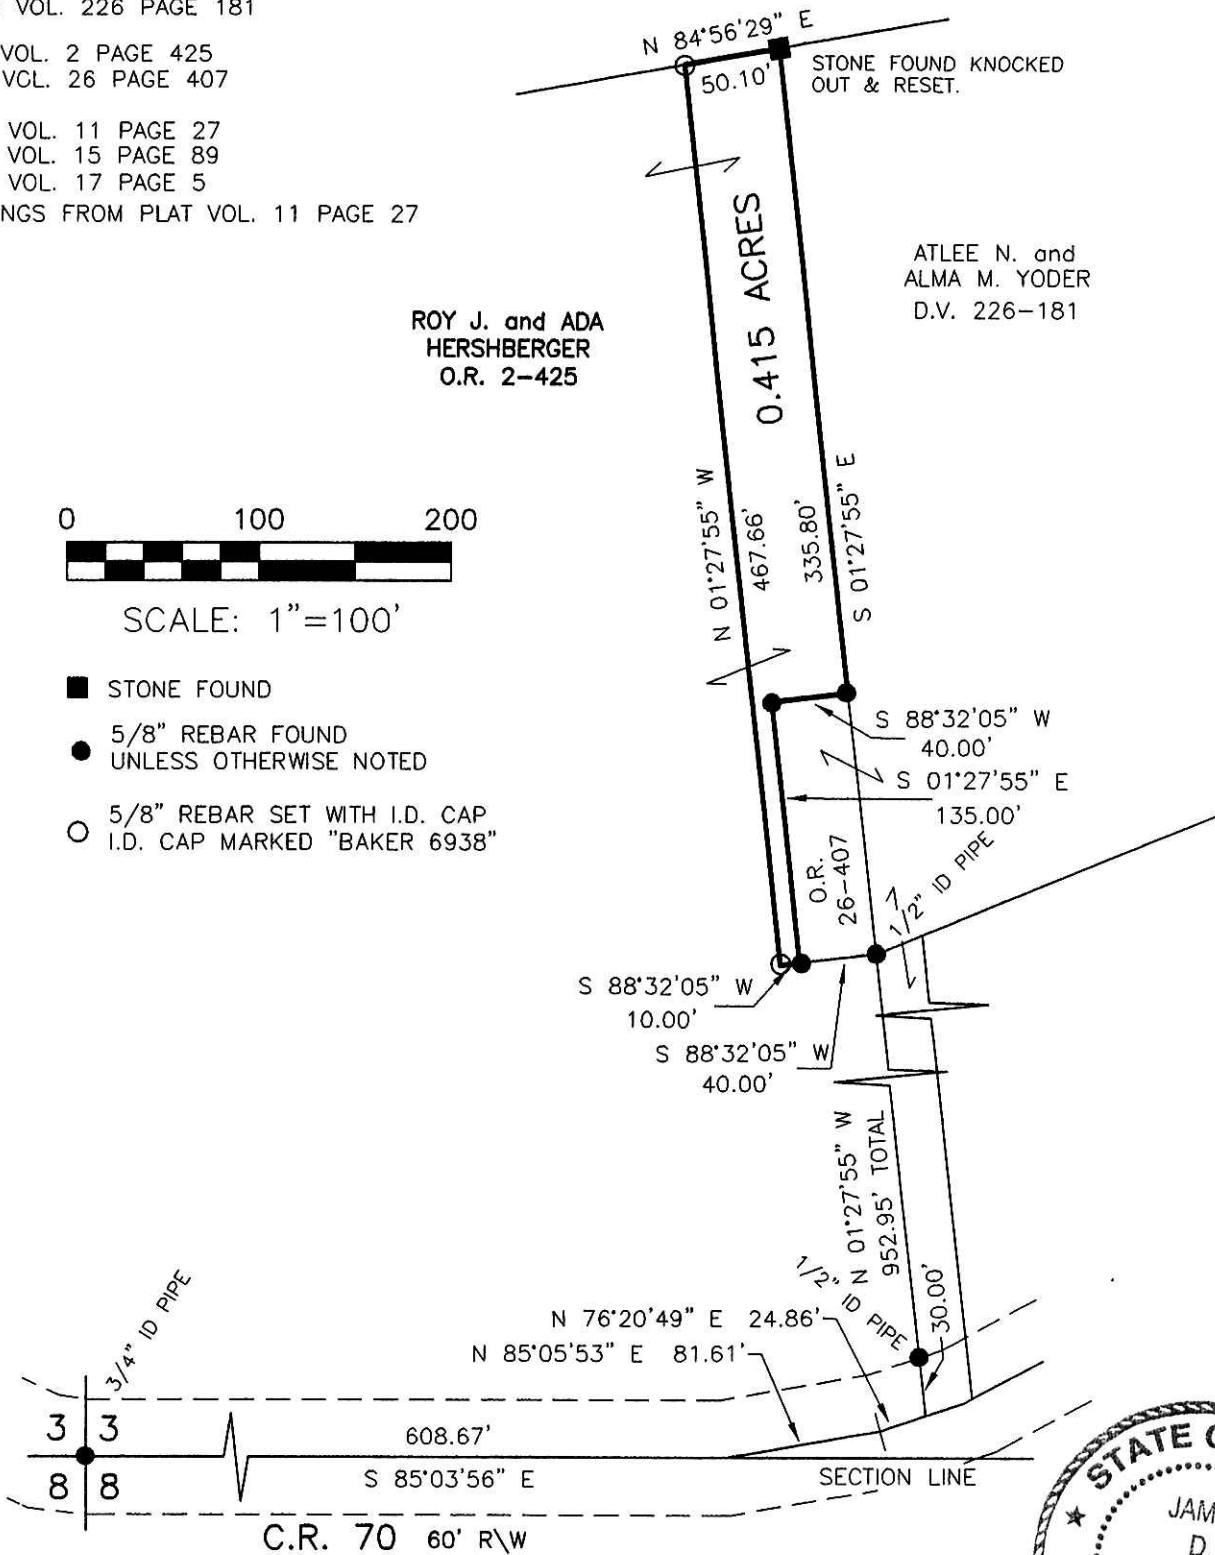 VOL. 226 PAGE 181
VOL. 2 PAGE 425
VOL. 26 PAGE 407
VOL. 11 PAGE 27
VOL. 15 PAGE 89
VOL. 17 PAGE 5
NGS FROM PLAT VOL. 11 PAGE 27
N 84°56'29" E
50.10'
STONE FOUND KNOCKED
OUT & RESET.
0.415 ACRES
ATLEE N. and
ALMA M. YODER
D.V. 226-181
ROY J. and ADA
HERSHBERGER
O.R. 2-425
N 01°27'55" W
467.66'
335.80'
S 01°27'55" E
0 100 200
SCALE: 1"=100'
STONE FOUND
5/8" REBAR FOUND
UNLESS OTHERWISE NOTED
5/8" REBAR SET WITH I.D. CAP
I.D. CAP MARKED "BAKER 6938"
S 88°32'05" W
40.00'
S 01°27'55" E
135.00'
O.R.
26-407
1/2" ID PIPE
S 88°32'05" W
10.00'
S 88°32'05" W
40.00'
N 01°27'55" W
952.95' TOTAL
1/2" ID PIPE
30.00'
N 76°20'49" E 24.86'
N 85°05'53" E 81.61'
3/4" ID PIPE
3 3
8 8
608.67'
S 85°03'56" E
SECTION LINE
C.R. 70 60' R\W
STATE O
JAM
D